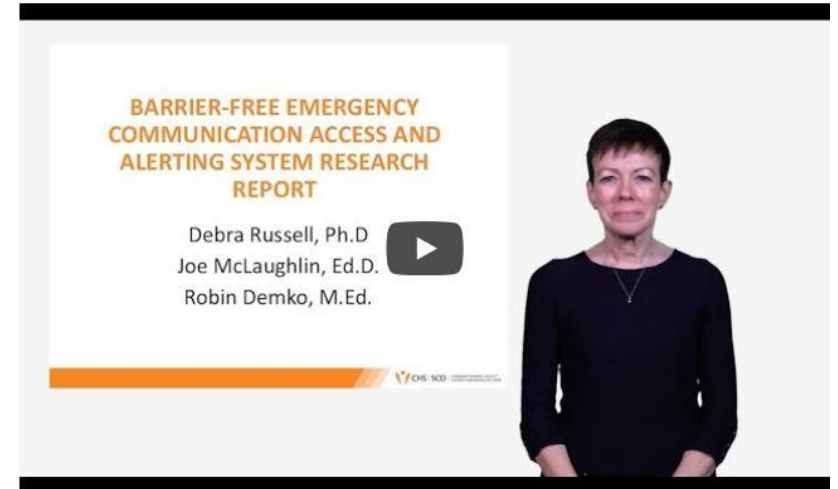 BARRIER-FREE EMERGENCY
COMMUNICATION ACCESS AND
ALERTING SYSTEM RESEARCH
REPORT
Debra Russell, Ph.D
Joe McLaughlin, Ed.D.
Robin Demko, M.Ed.
CHS SCO